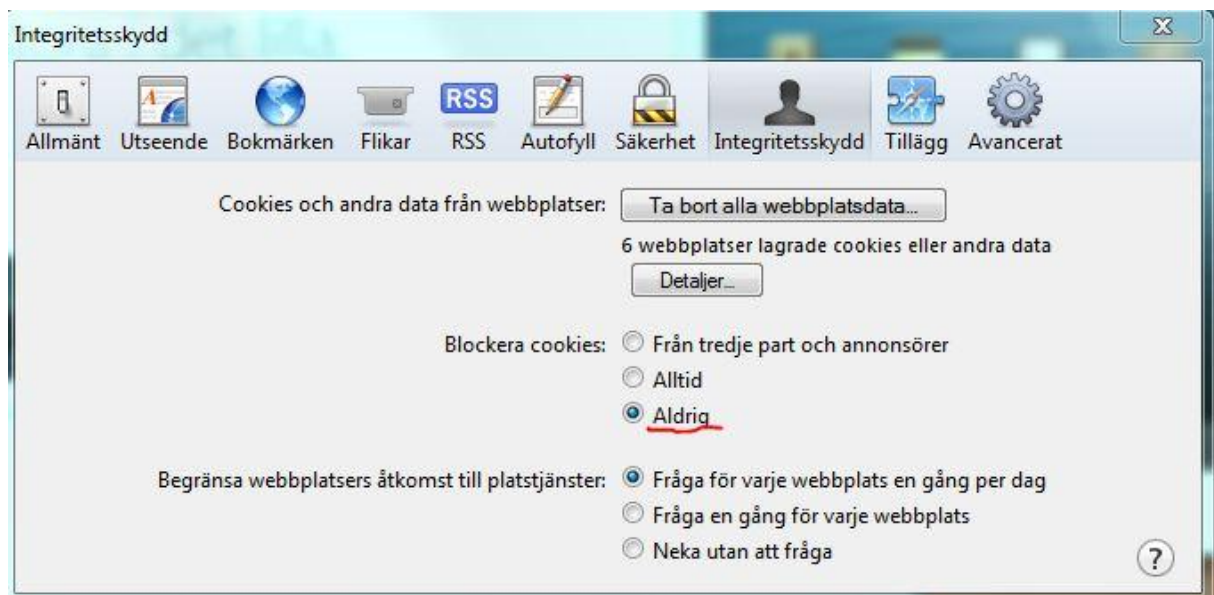 Integritetsskydd
Allmänt Utseende Bokmärken Flikar RSS RSS Autofyll Säkerhet Integritetsskydd Tillägg Avancerat
Cookies och andra data från webbplatser: Ta bort alla webbplatsdata...
6 webbplatser lagrade cookies eller andra data
Detaljer...
Blockera cookies: Från tredje part och annonsörer
Alltid
Aldrig
Begränsa webbplatsers åtkomst till platstjänster: Fråga för varje webbplats en gång per dag
Fråga en gång för varje webbplats
Neka utan att fråga
?